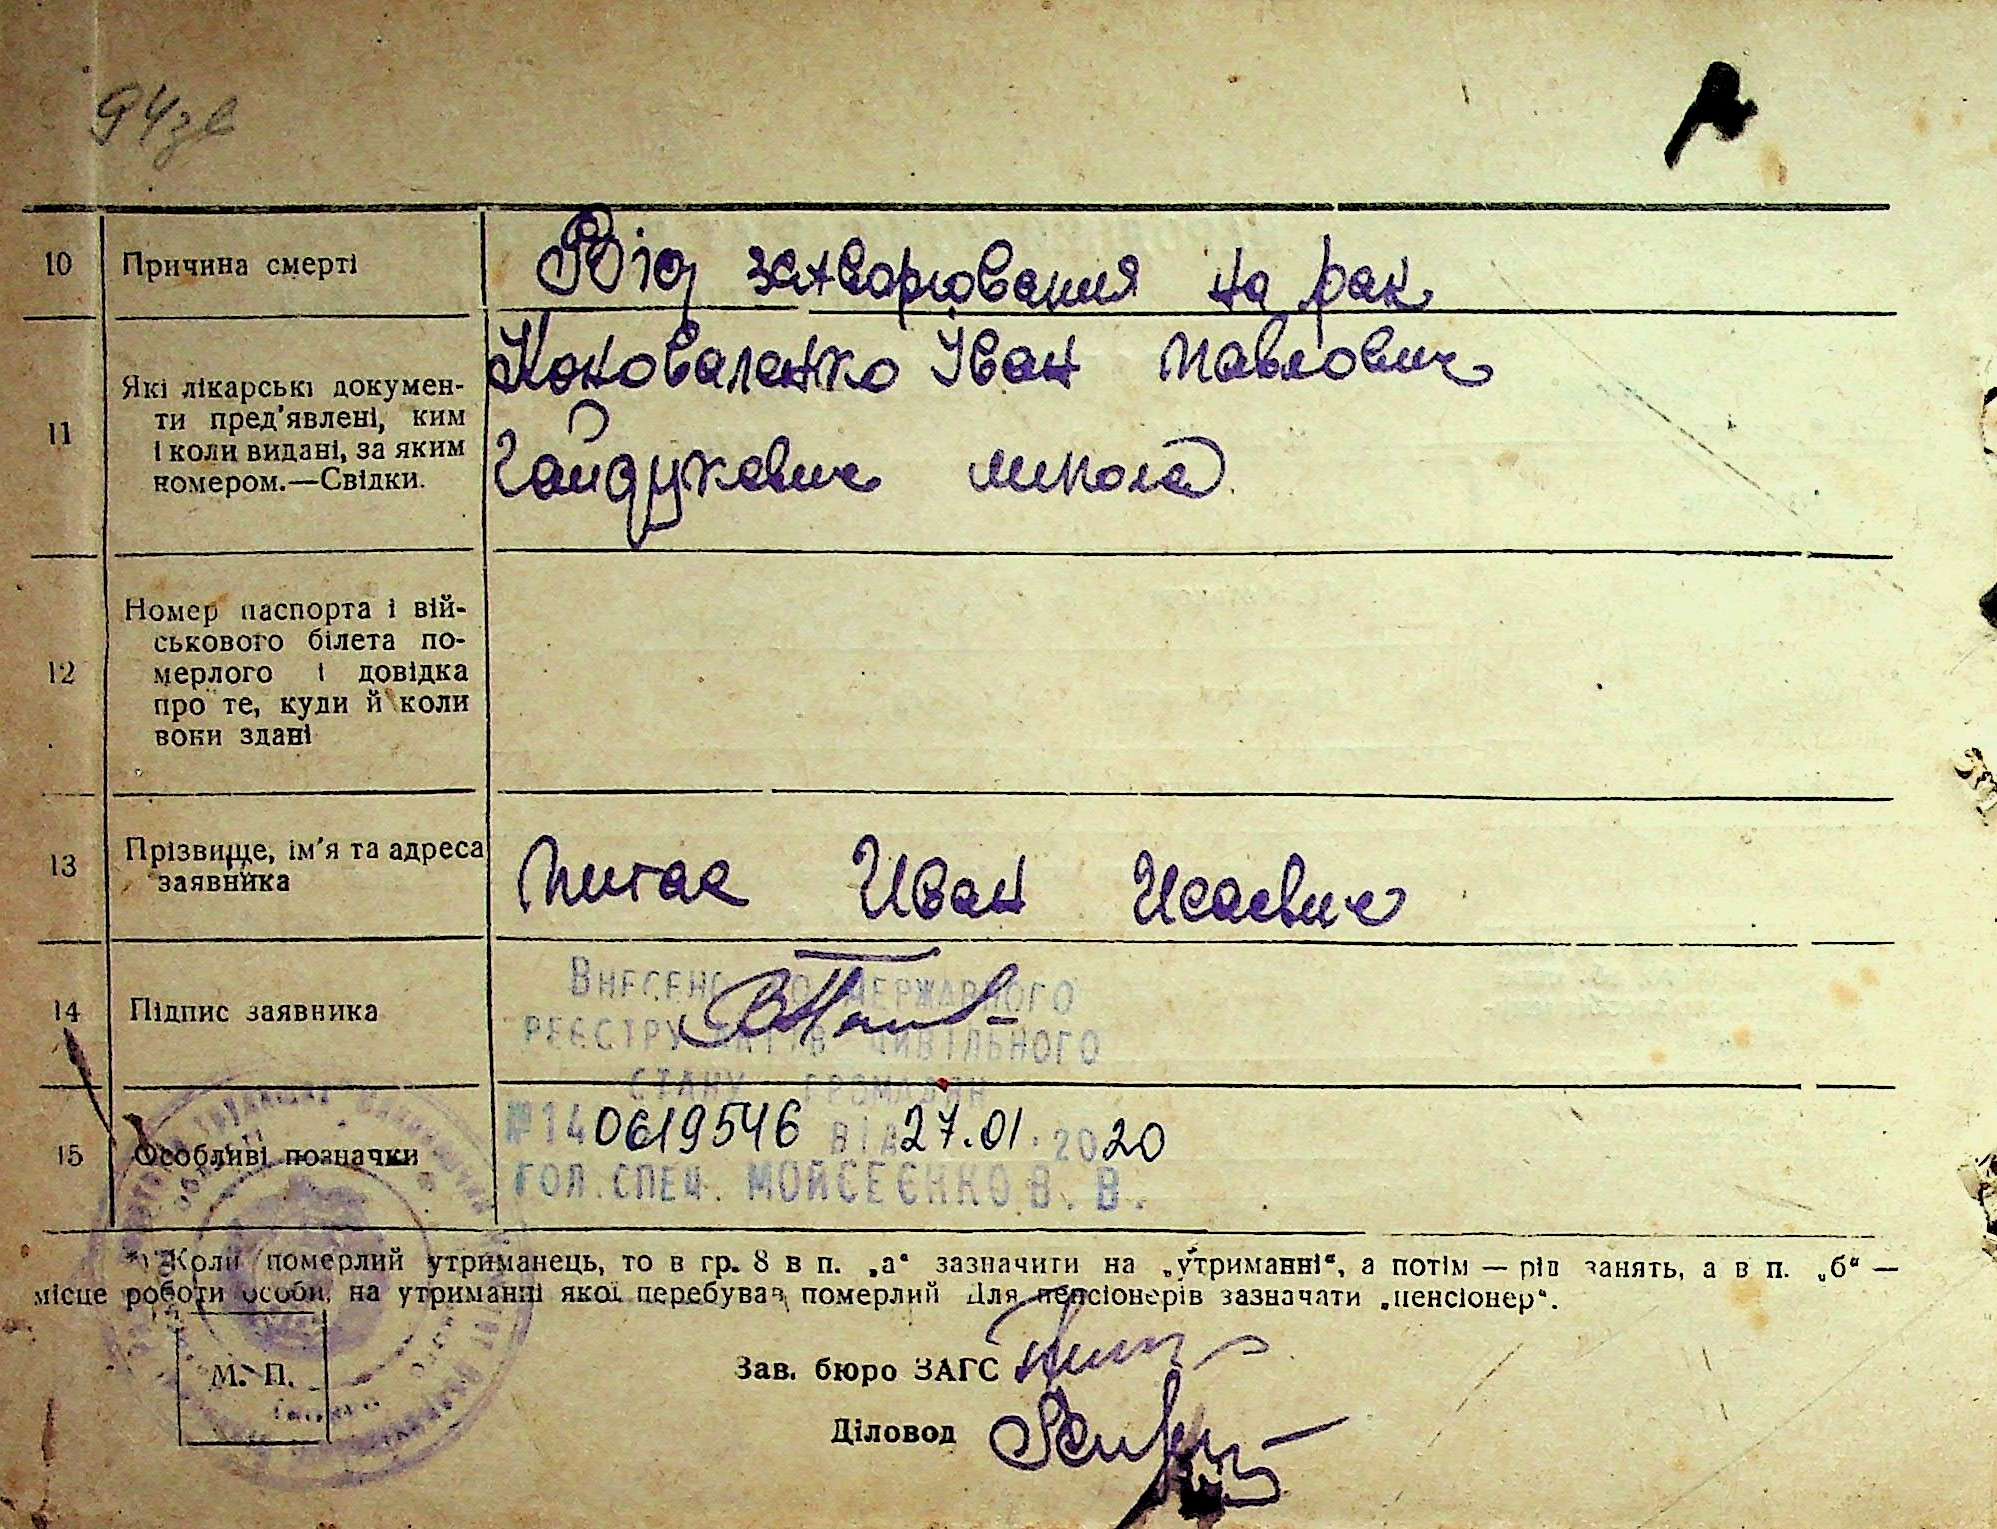 94зв
10 Причина смерті Від захворювання на рак
11 Які лікарські докумен-
ти пред'явлені, ким
і коли видані, за яким
номером.—Свідки.
Коноваленко Іван Павлович
Гайдукевич Микола
12 Номер паспорта і вій-
ськового білета по-
мерлого і довідка
про те, куди й коли
вони здані
13 Прізвище, ім'я та адреса
заявника
Пугас Иван Исаевич
14 Підпис заявника
Внесено до Державного
реєстру актів цивільного
стану громадян
15 Особливі позначки
№140619546 від 27.01.2020
Гол. спец. Мойсеєнко В. В.
*) Коли померлий утриманець, то в гр. 8 в п. „а“ зазначити на „утриманні“, а потім — рід занять, а в п. „б“ —
місце роботи особи, на утриманні якої перебував померлий Для пенсіонерів зазначати „пенсіонер“.
М. П.
Зав. бюро ЗАГС
Діловод